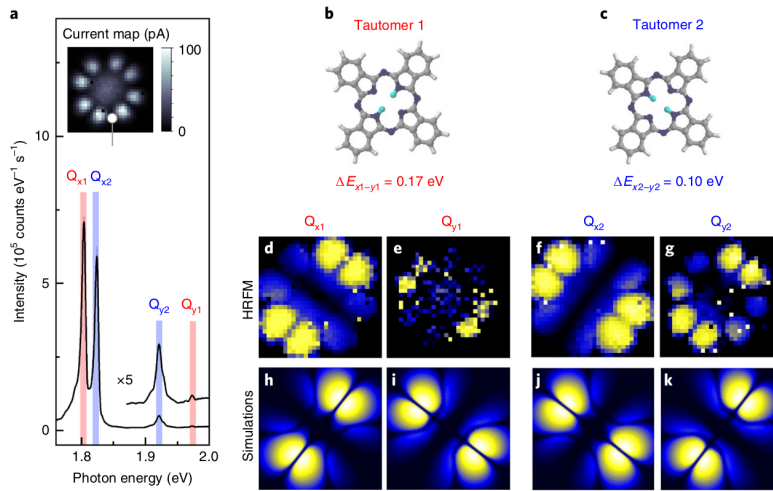 a
Current map (pA)
100
0
10
5
0
Intensity (10⁵ counts eV⁻¹ s⁻¹)
Qx1
Qx2
Qy2
Qy1
×5
1.8
1.9
2.0
Photon energy (eV)
b
Tautomer 1
ΔEx1–y1 = 0.17 eV
c
Tautomer 2
ΔEx2–y2 = 0.10 eV
Qx1
Qy1
Qx2
Qy2
HRFM
d
e
f
g
Simulations
h
i
j
k